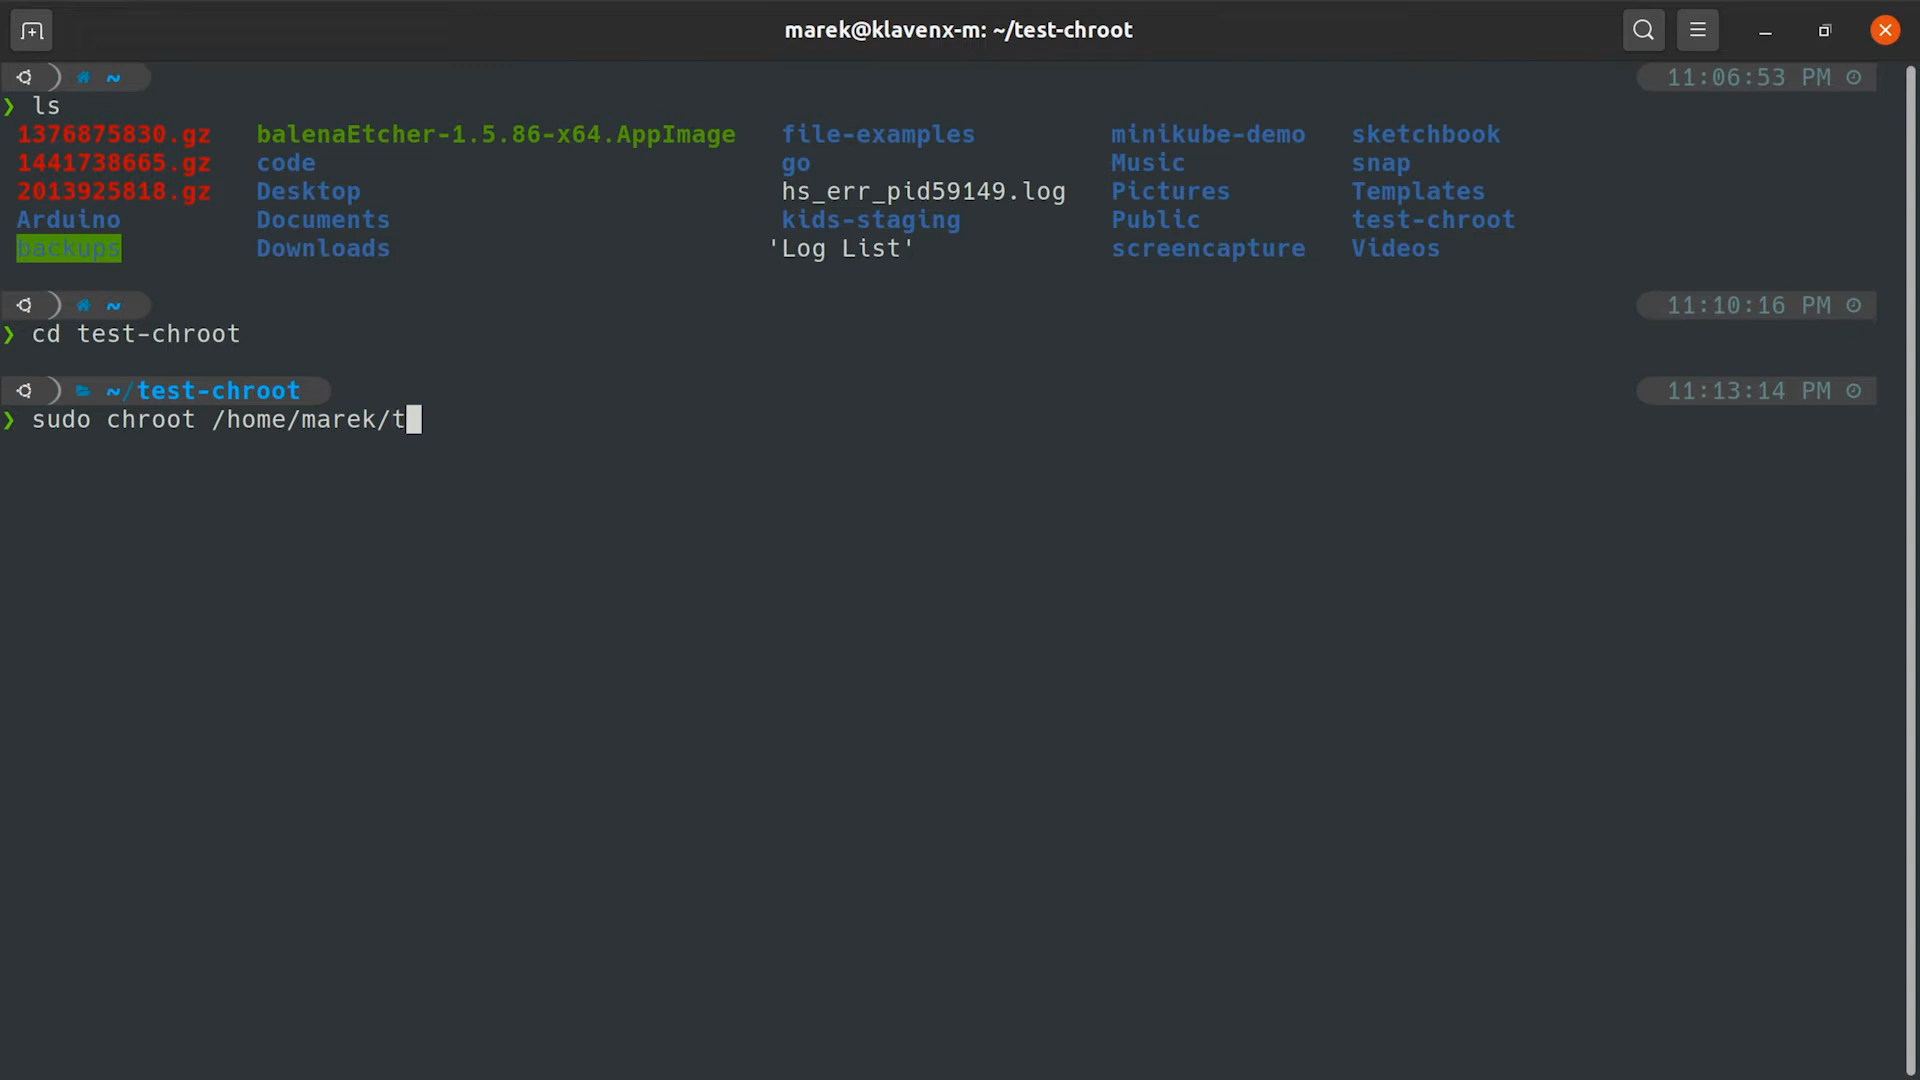 marek@klavenx-m: ~/test-chroot
~ 11:06:53 PM
❯ ls
1376875830.gz balenaEtcher-1.5.86-x64.AppImage file-examples minikube-demo sketchbook
1441738665.gz code go Music snap
2013925818.gz Desktop hs_err_pid59149.log Pictures Templates
Arduino Documents kids-staging Public test-chroot
backups Downloads 'Log List' screencapture Videos
~ 11:10:16 PM
❯ cd test-chroot
~/test-chroot 11:13:14 PM
❯ sudo chroot /home/marek/t